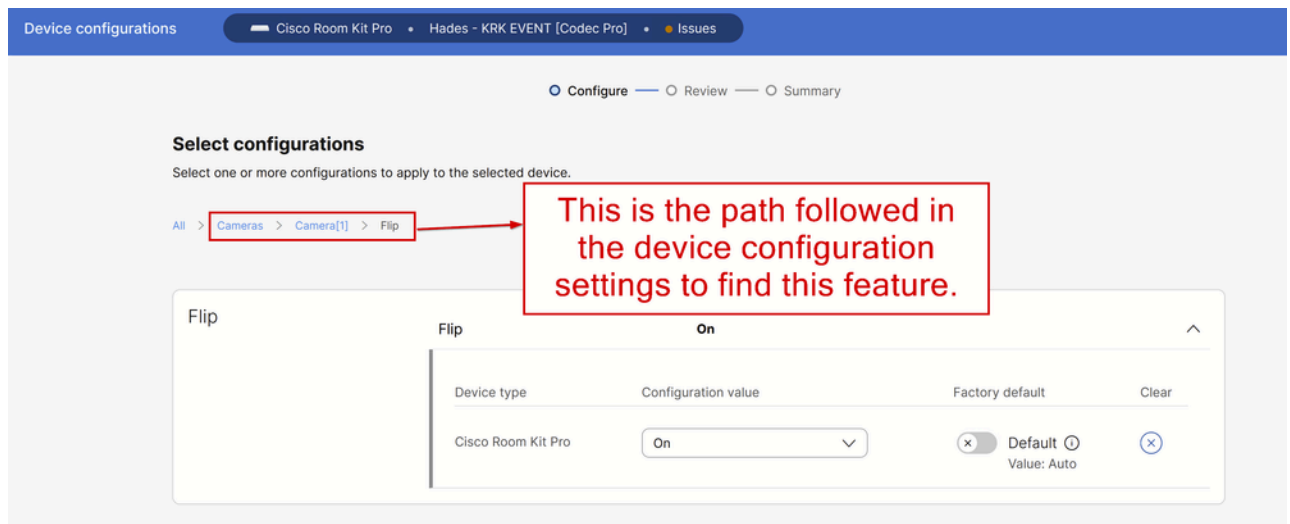 Device configurations
Cisco Room Kit Pro • Hades - KRK EVENT [Codec Pro] • Issues
Configure Review Summary
Select configurations
Select one or more configurations to apply to the selected device.
All > Cameras > Camera[1] > Flip
This is the path followed in
the device configuration
settings to find this feature.
Flip
Flip On
Device type Configuration value Factory default Clear
Cisco Room Kit Pro On Default
Value: Auto